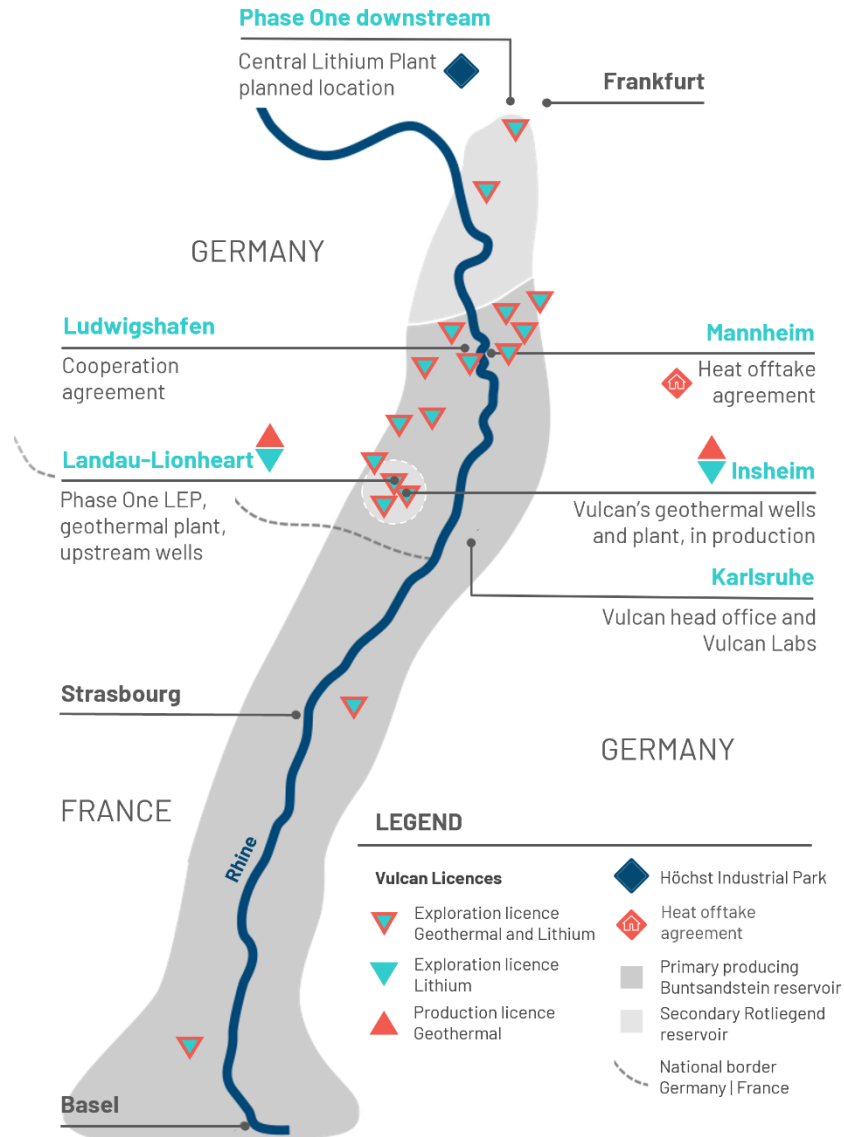 Phase One downstream
Central Lithium Plant
planned location
Frankfurt
GERMANY
Ludwigshafen
Cooperation
agreement
Mannheim
Heat offtake
agreement
Landau-Lionheart
Phase One LEP,
geothermal plant,
upstream wells
Insheim
Vulcan’s geothermal wells
and plant, in production
Karlsruhe
Vulcan head office and
Vulcan Labs
Strasbourg
GERMANY
FRANCE
Rhine
Basel
LEGEND
Vulcan Licences
Exploration licence
Geothermal and Lithium
Exploration licence
Lithium
Production licence
Geothermal
Höchst Industrial Park
Heat offtake
agreement
Primary producing
Buntsandstein reservoir
Secondary Rotliegend
reservoir
National border
Germany | France